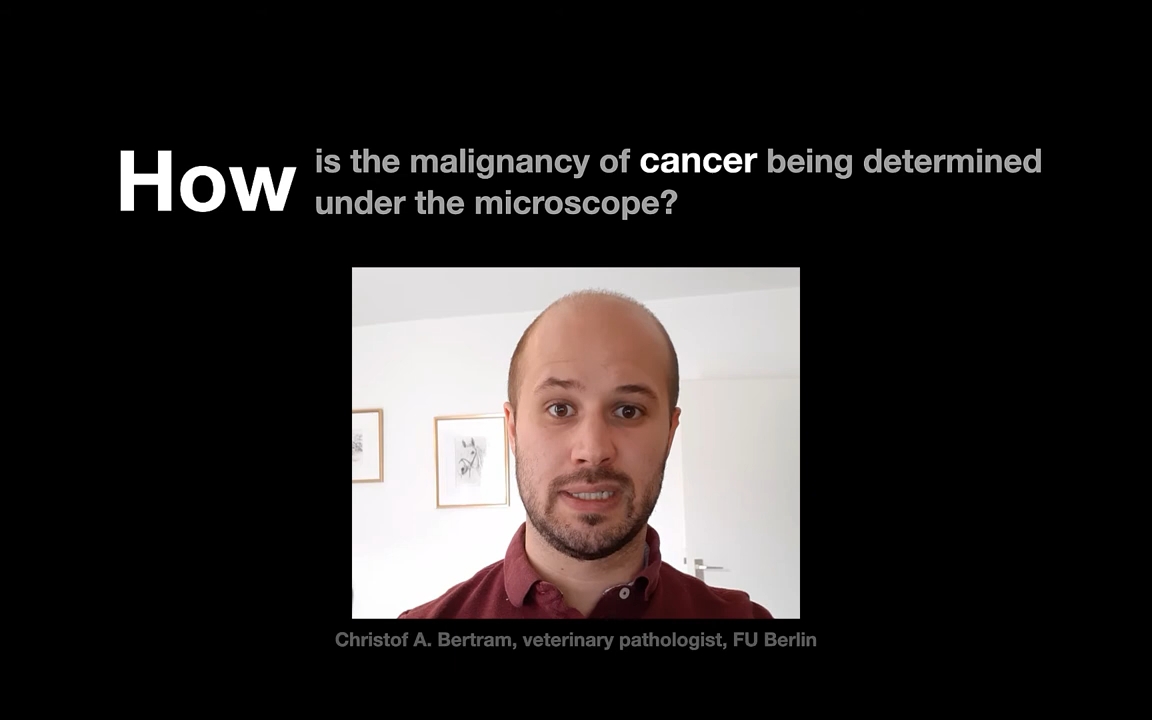 How is the malignancy of cancer being determined
under the microscope?
Christof A. Bertram, veterinary pathologist, FU Berlin